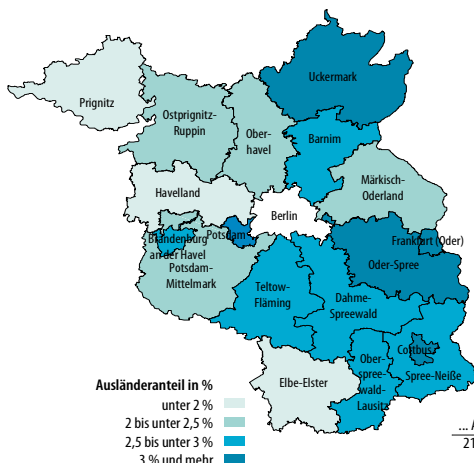 Uckermark
Prignitz
Ostprignitz-
Ruppin
Ober-
havel
Barnim
Havelland
Märkisch-
Oderland
Berlin
Brandenburg
an der Havel
Potsdam
Frankfurt (Oder)
Oder-Spree
Potsdam-
Mittelmark
Teltow-
Fläming
Dahme-
Spreewald
Cottbus
Spree-Neiße
Ober-
spree-
wald-
Lausitz
Elbe-Elster
Ausländeranteil in %
unter 2 %
2 bis unter 2,5 %
2,5 bis unter 3 %
3 % und mehr
...
21